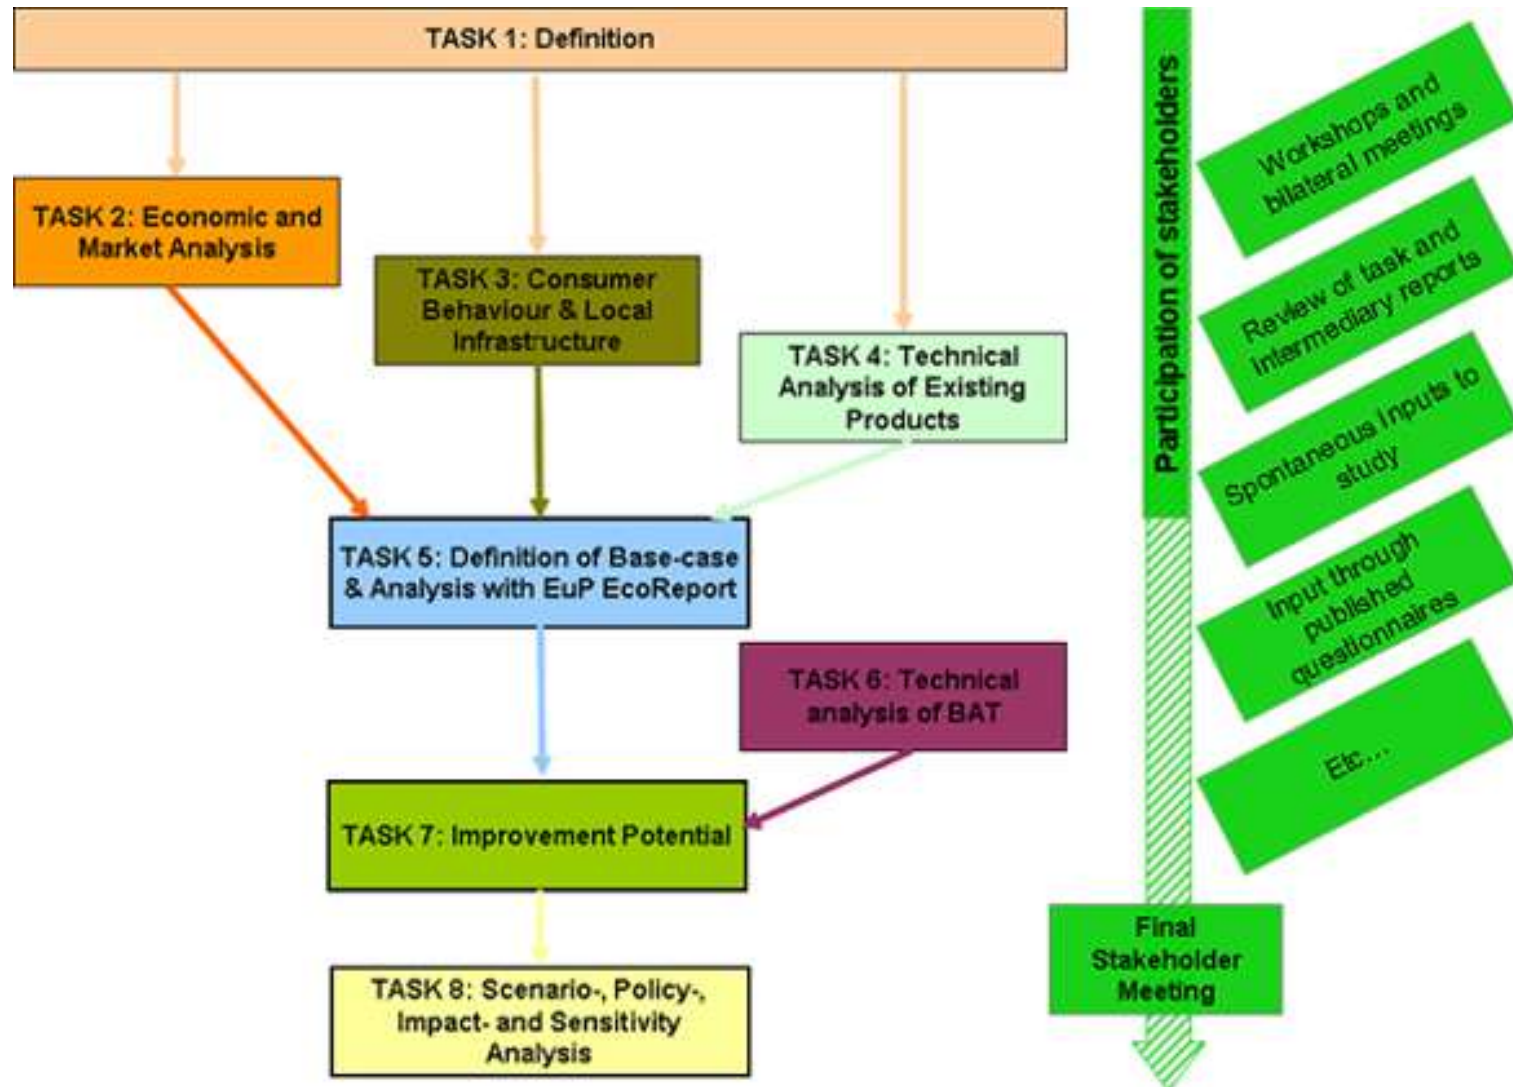 TASK 1: Definition
TASK 2: Economic and
Market Analysis
TASK 3: Consumer
Behaviour & Local
Infrastructure
TASK 4: Technical
Analysis of Existing
Products
TASK 5: Definition of Base-case
& Analysis with EuP EcoReport
TASK 6: Technical
analysis of BAT
TASK 7: Improvement Potential
TASK 8: Scenario-, Policy-,
Impact- and Sensitivity
Analysis
Participation of stakeholders
Workshops and
bilateral meetings
Review of task and
intermediary reports
Spontaneous Inputs to
study
Input through
published
questionnaires
Etc...
Final
Stakeholder
Meeting